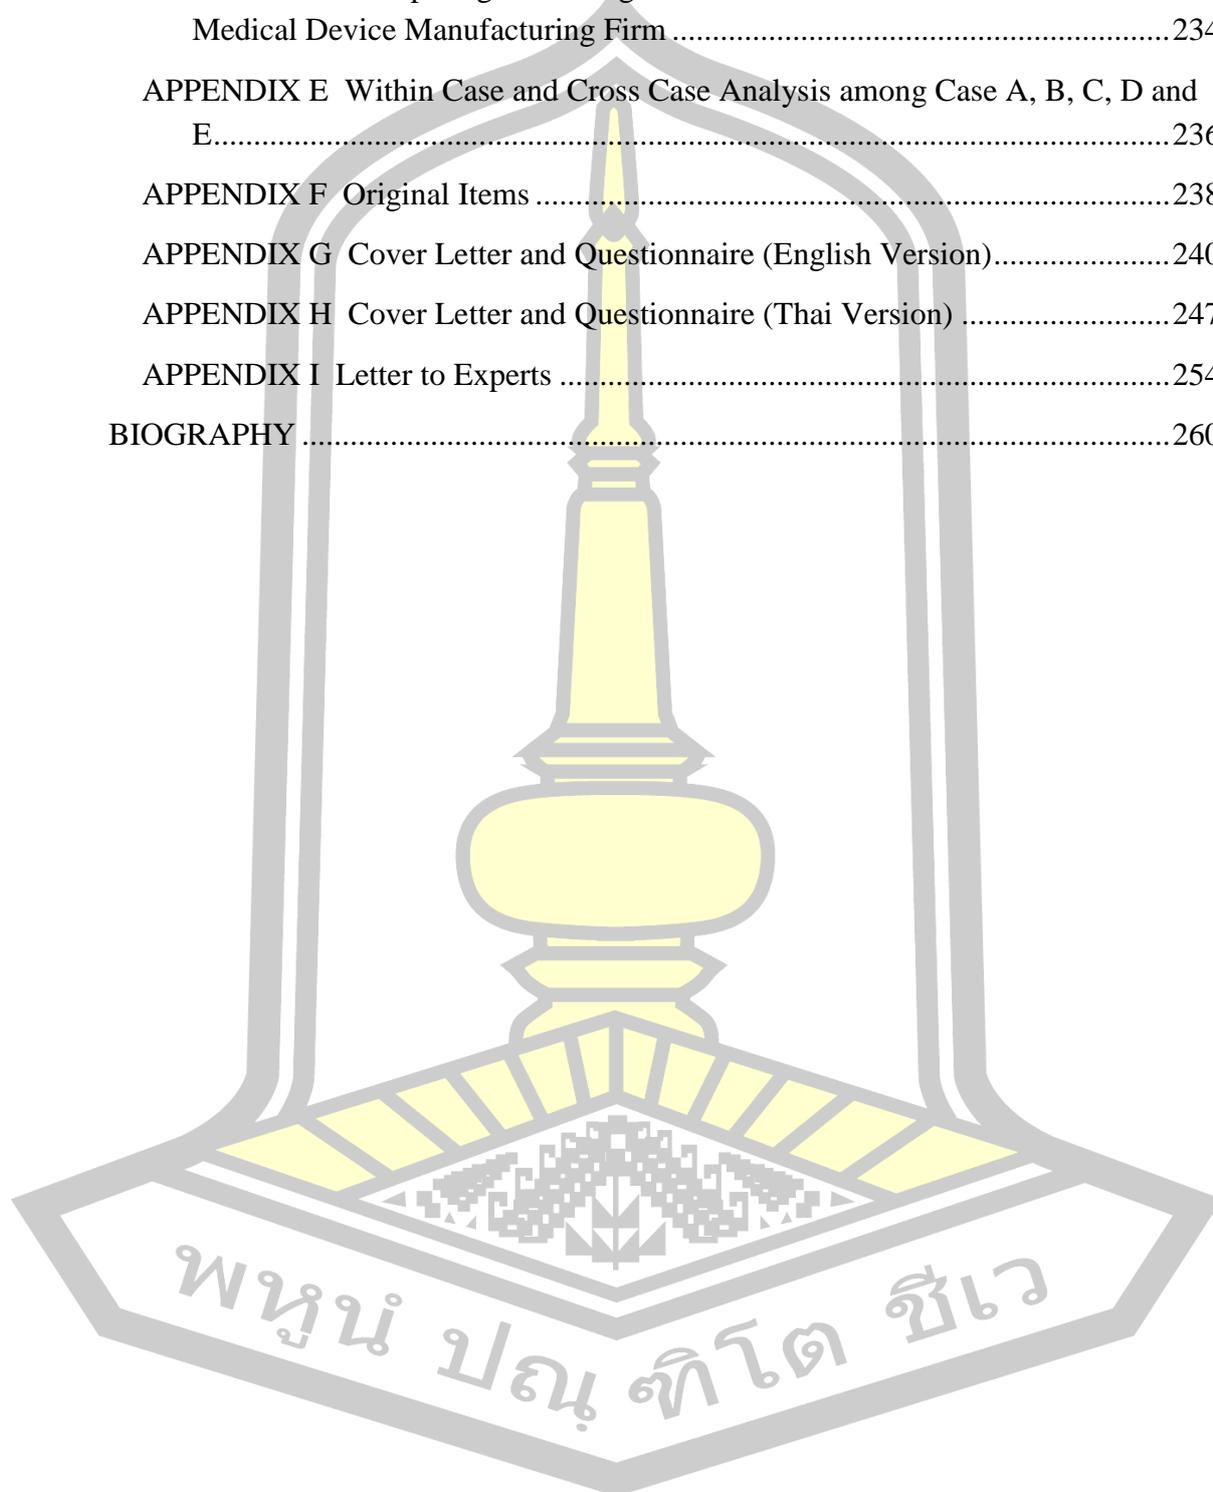 Medical Device Manufacturing Firm ........................................................... 234
APPENDIX E Within Case and Cross Case Analysis among Case A, B, C, D and
E................................................................................................................ 236
APPENDIX F Original Items ........................................................................... 238
APPENDIX G Cover Letter and Questionnaire (English Version)..................... 240
APPENDIX H Cover Letter and Questionnaire (Thai Version) ......................... 247
APPENDIX I Letter to Experts ......................................................................... 254
BIOGRAPHY ....................................................................................................... 260
พหูนํ ปณฺฑิโต ชีเว